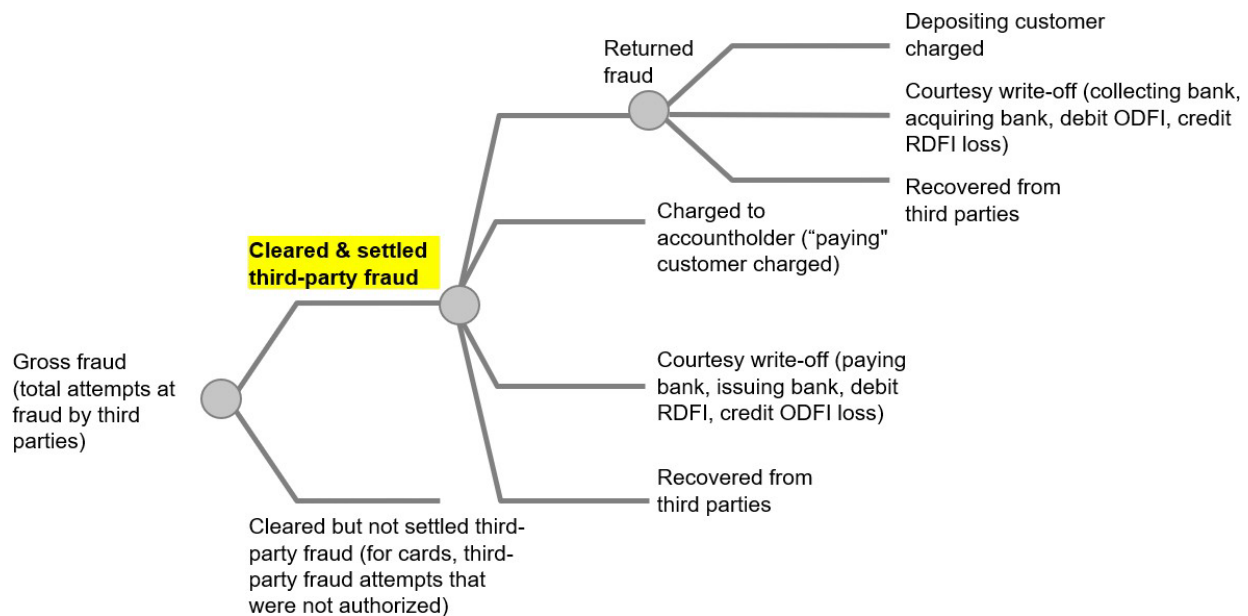 Gross fraud
(total attempts at
fraud by third
parties)
Cleared & settled
third-party fraud
Cleared but not settled third-
party fraud (for cards, third-
party fraud attempts that
were not authorized)
Returned
fraud
Charged to
accountholder (“paying"
customer charged)
Courtesy write-off (paying
bank, issuing bank, debit
RDFI, credit ODFI loss)
Recovered from
third parties
Depositing customer
charged
Courtesy write-off (collecting bank,
acquiring bank, debit ODFI, credit
RDFI loss)
Recovered from
third parties